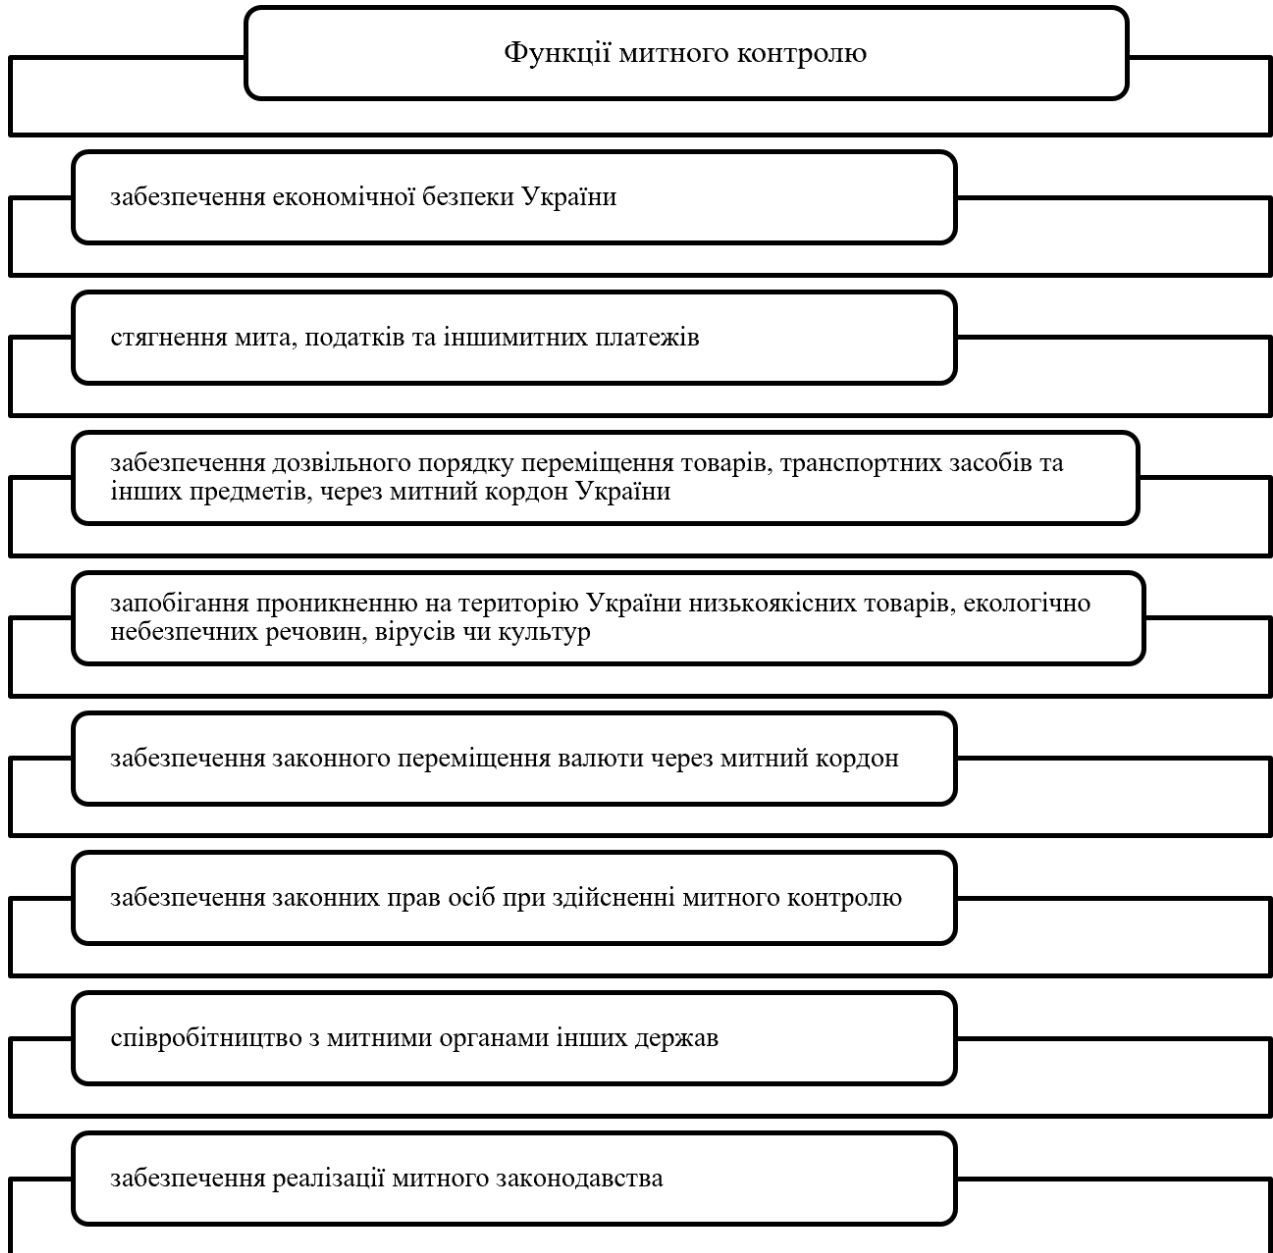 Функції митного контролю
забезпечення економічної безпеки України
стягнення мита, податків та іншимитних платежів
забезпечення дозвільного порядку переміщення товарів, транспортних засобів та
інших предметів, через митний кордон України
запобігання проникненню на територію України низькоякісних товарів, екологічно
небезпечних речовин, вірусів чи культур
забезпечення законного переміщення валюти через митний кордон
забезпечення законних прав осіб при здійсненні митного контролю
співробітництво з митними органами інших держав
забезпечення реалізації митного законодавства